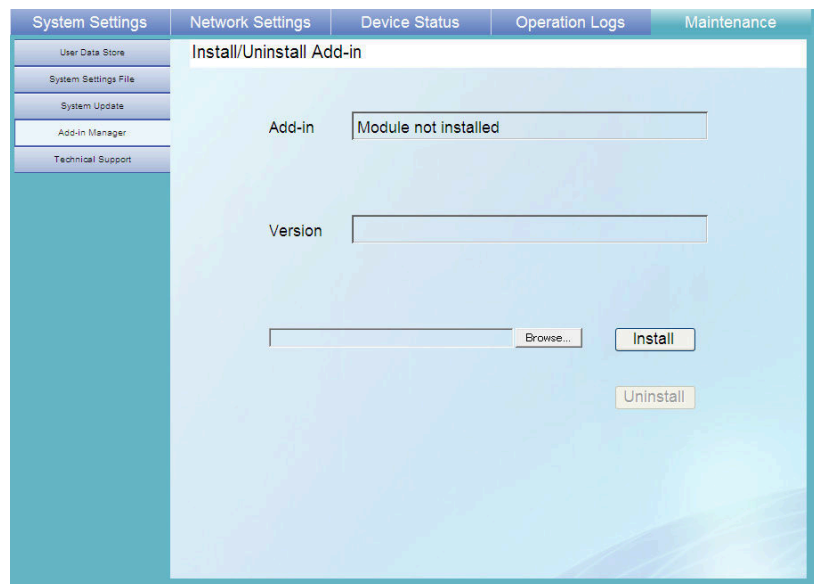 System Settings Network Settings Device Status Operation Logs Maintenance
User Data Store
System Settings File
System Update
Add-in Manager
Technical Support
Install/Uninstall Add-in
Add-in Module not installed
Version
Browse... Install
Uninstall